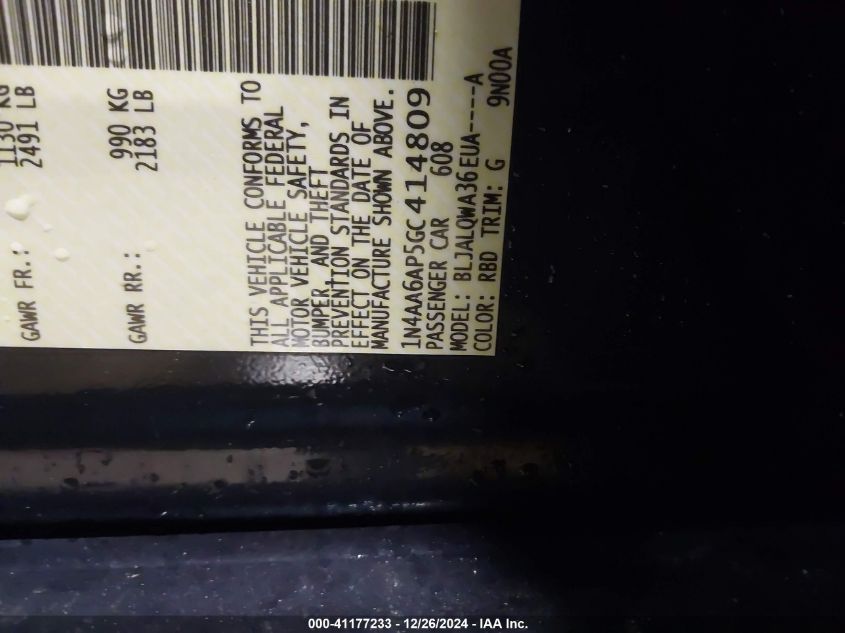 GAWR FR.: 1130 KG
2491 LB
GAWR RR.: 990 KG
2183 LB
THIS VEHICLE CONFORMS TO
ALL APPLICABLE FEDERAL
MOTOR VEHICLE SAFETY,
BUMPER, AND THEFT
PREVENTION STANDARDS IN
EFFECT ON THE DATE OF
MANUFACTURE SHOWN ABOVE.
1N4AA6AP5GC414809
PASSENGER CAR 608
MODEL: BLJALQWA36EUA----A
COLOR: RBD TRIM: G 9N00A
000-41177233 - 12/26/2024 - IAA Inc.